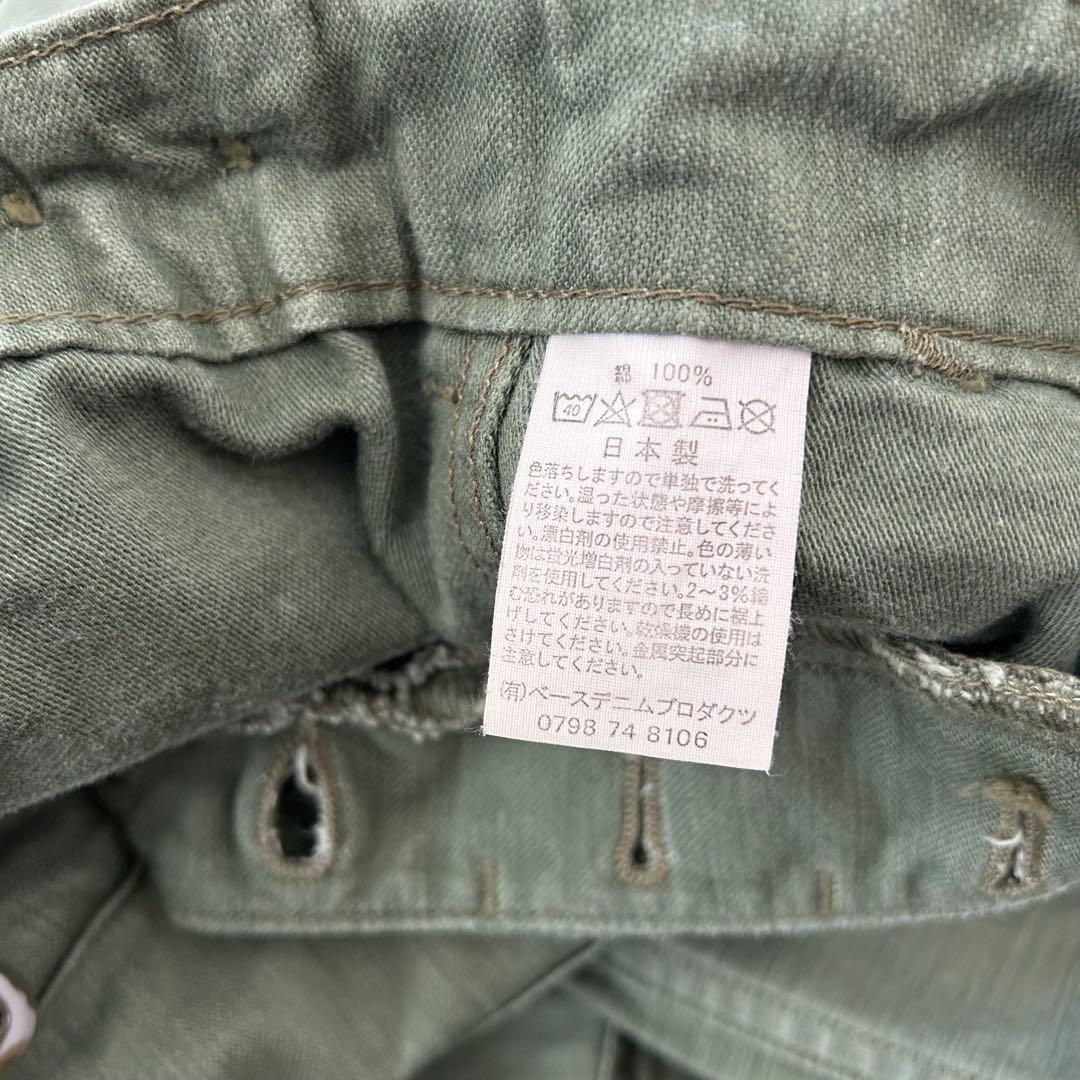 綿 100%
40
日本製
色落ちしますので単独で洗ってく
ださい。湿った状態や摩擦等によ
り移染しますので注意してくださ
い。漂白剤の使用禁止。色の薄い
物は蛍光増白剤の入っていない洗
剤を使用してください。2〜3%縮
む恐れがありますので長めに裾上
げしてください。乾燥機の使用は
さけてください。金属突起部分に
注意してください。
(有)ベースデニムプロダクツ
0798 74 8106